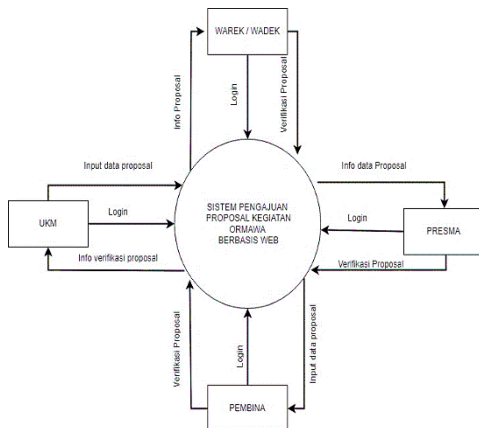 WAREK / WADEK
Info Proposal
Login
Verifikasi Proposal
Input data proposal
Info data Proposal
UKM
Login
SISTEM PENGAJUAN
PROPOSAL KEGIATAN
ORMAWA
BERBASIS WEB
Login
PRESMA
Info verifikasi proposal
Verifikasi Proposal
Verifikasi Proposal
Login
Input data proposal
PEMBINA